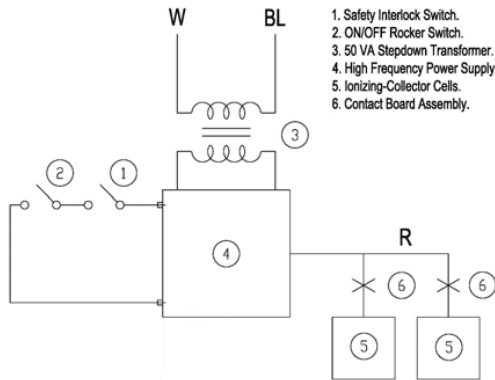 W BL
1. Safety Interlock Switch.
2. ON/OFF Rocker Switch.
3. 50 VA Stepdown Transformer.
4. High Frequency Power Supply
5. Ionizing-Collector Cells.
6. Contact Board Assembly.
3
2 1
4
R
6 6
5 5